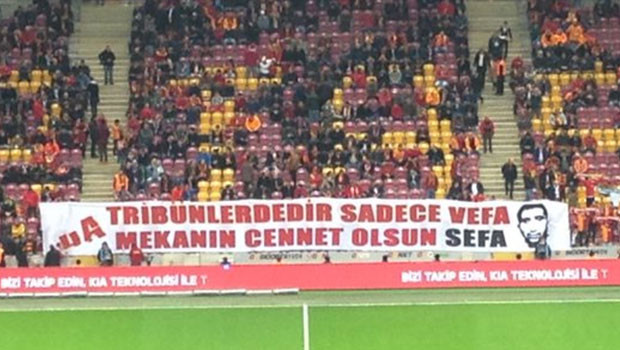 uA TRİBÜNLERDEDİR SADECE VEFA
MEKANIN CENNET OLSUN SEFA
BİZİ TAKİP EDİN, KIA TEKNOLOJİSİ İLE T
BİZİ TAKİP EDİN, KIA TEKNOLOJİSİ İLE